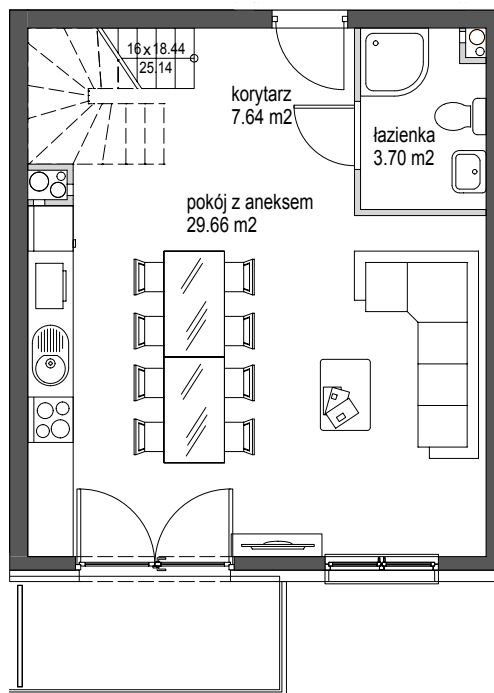 16 x 18.44
25.14
korytarz
7.64 m2
łazienka
3.70 m2
pokój z aneksem
29.66 m2